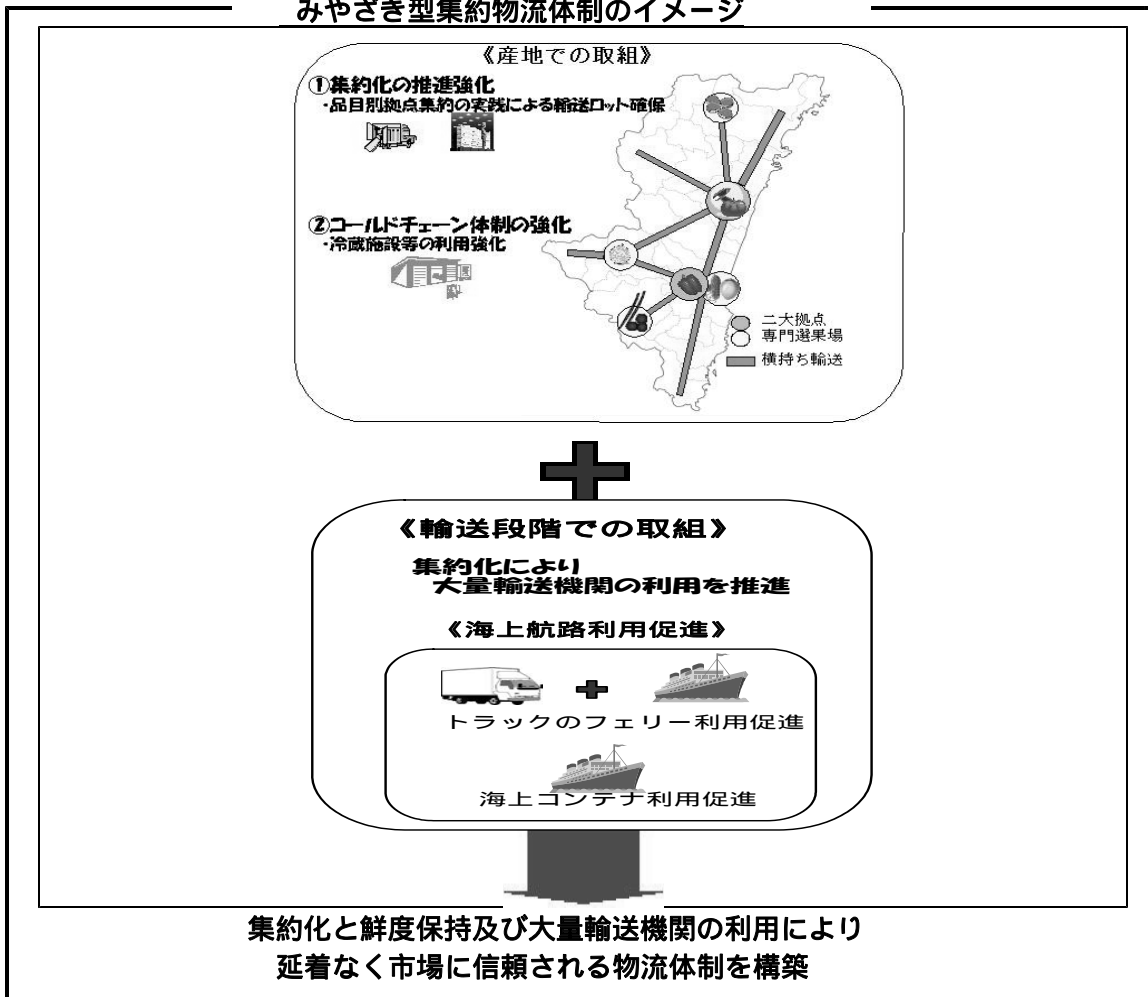 みやざき型集約物流体制のイメージ
《産地での取組》
①集約化の推進強化
・品目別拠点集約の実践による輸送ロット確保
②コールドチェーン体制の強化
・冷蔵施設等の利用強化
二大拠点
専門選果場
横持ち輸送
《輸送段階での取組》
集約化により
大量輸送機関の利用を推進
《海上航路利用促進》
トラックのフェリー利用促進
海上コンテナ利用促進
集約化と鮮度保持及び大量輸送機関の利用により
延着なく市場に信頼される物流体制を構築